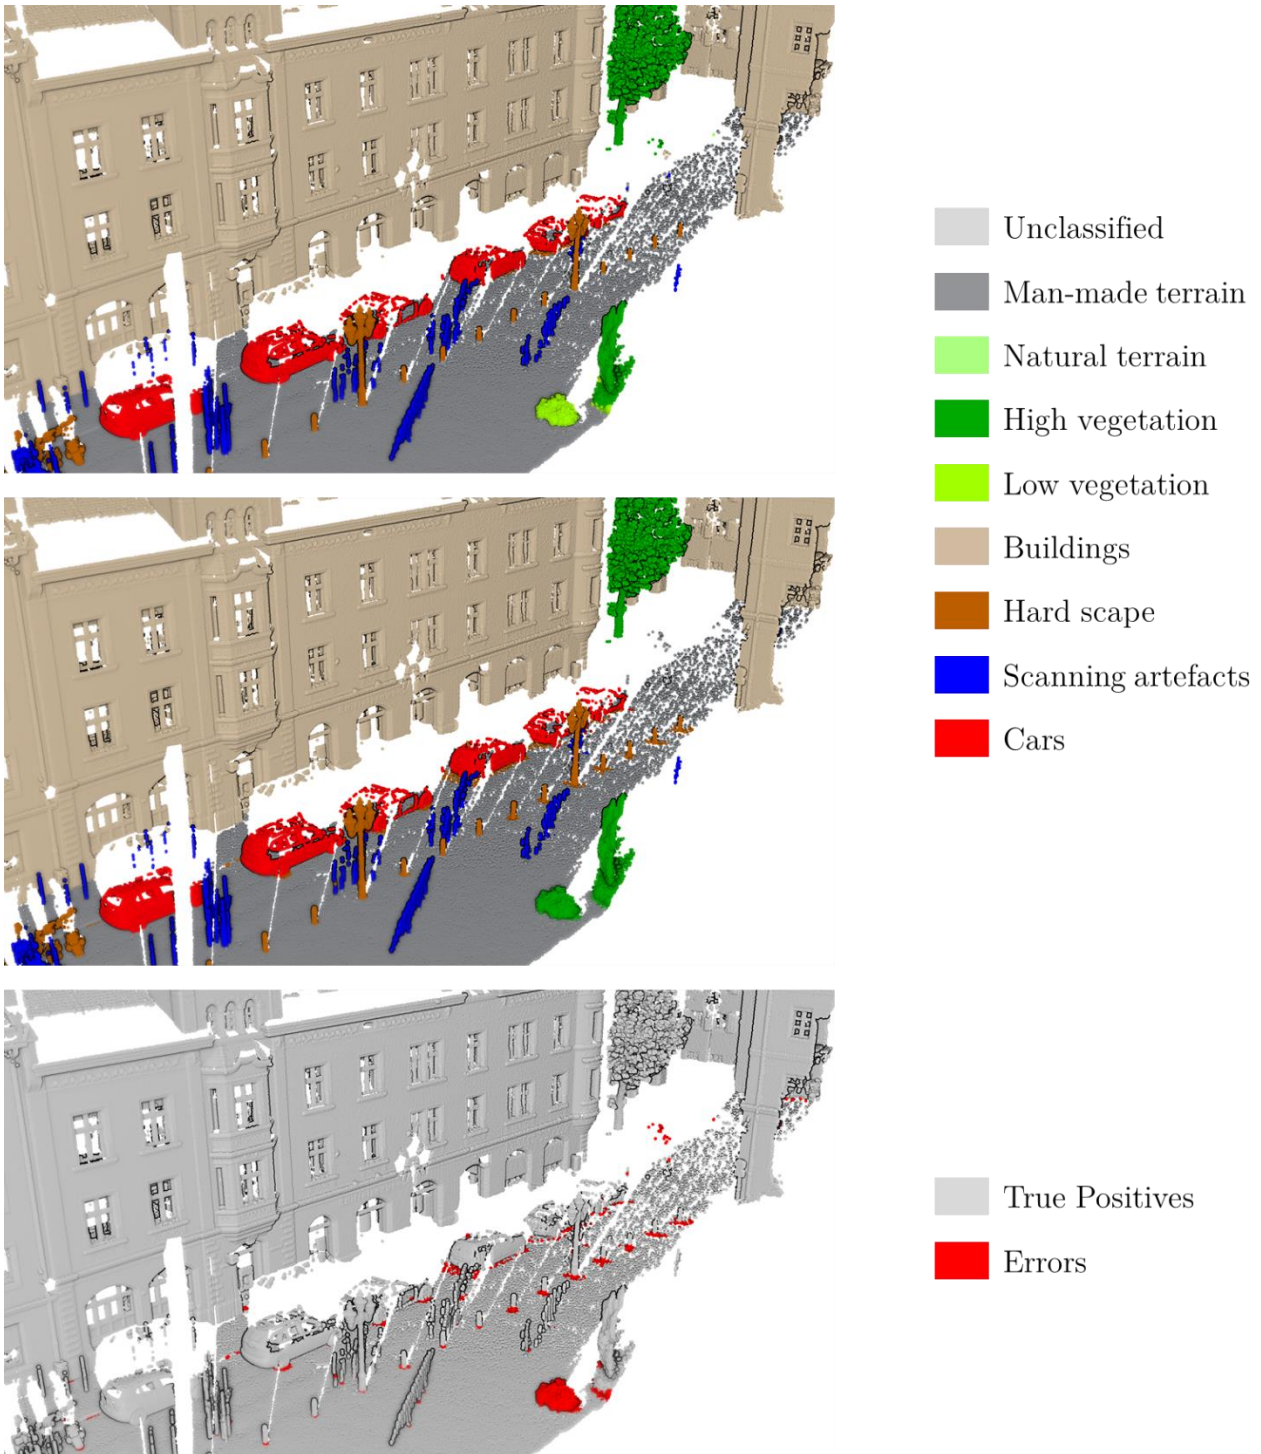 Unclassified
Man-made terrain
Natural terrain
High vegetation
Low vegetation
Buildings
Hard scape
Scanning artefacts
Cars
True Positives
Errors